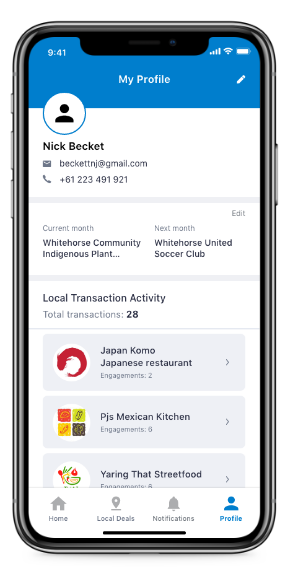 9:41
My Profile
Nick Becket
beckettnj@gmail.com
+61 223 491 921
Edit
Current month
Next month
Whitehorse Community
Indigenous Plant...
Whitehorse United
Soccer Club
Local Transaction Activity
Total transactions: 28
Japan Komo
Japanese restaurant
Engagements: 2
Pjs Mexican Kitchen
Engagements: 6
Yaring That Streetfood
Engagements: 6
Home
Local Deals
Notifications
Profile